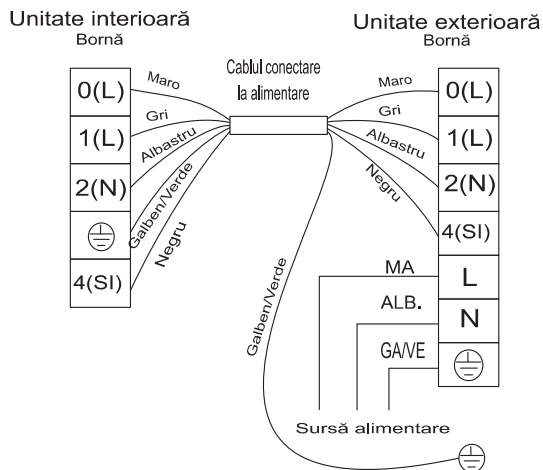 Unitate interioară
Bornă
0(L)
1(L)
2(N)
4(SI)
Maro
Gri
Albastru
Galben/Verde
Negru
Cablul conectare
la alimentare
Unitate exterioară
Bornă
Maro
Gri
Albastru
Negru
Galben/Verde
0(L)
1(L)
2(N)
4(SI)
L
N
MA
ALB.
GA/VE
Sursă alimentare